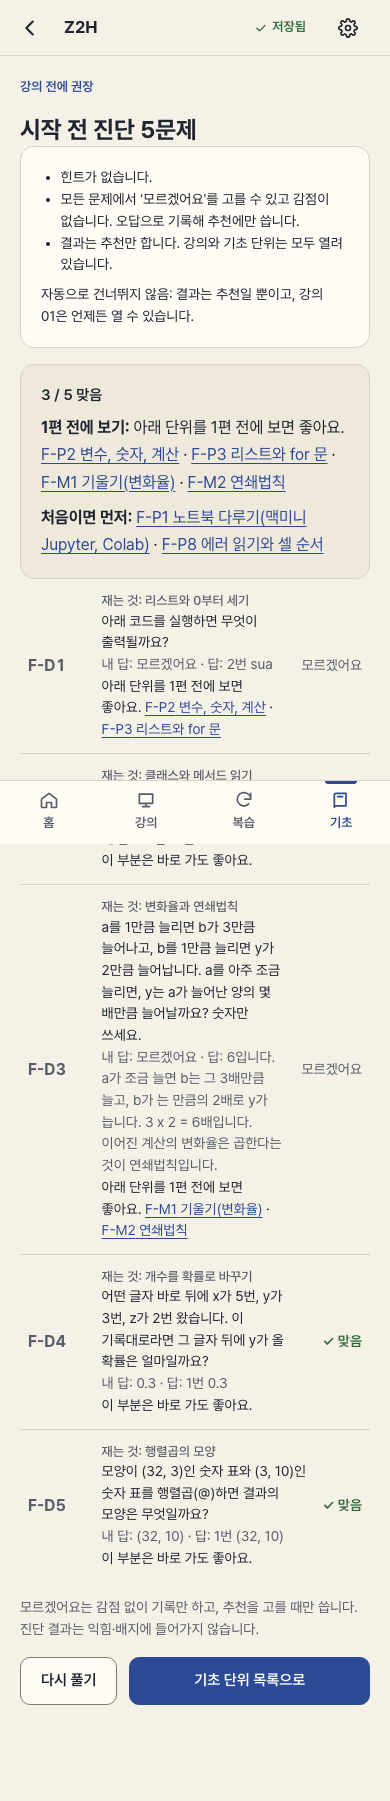 Z2H
저장됨
강의 전에 권장
시작 전 진단 5문제
힌트가 없습니다.
모든 문제에서 '모르겠어요'를 고를 수 있고 감점이
없습니다. 오답으로 기록해 추천에만 씁니다.
결과는 추천만 합니다. 강의와 기초 단위는 모두 열려
있습니다.
자동으로 건너뛰지 않음: 결과는 추천일 뿐이고, 강의
01은 언제든 열 수 있습니다.
3 / 5 맞음
1편 전에 보기: 아래 단위를 1편 전에 보면 좋아요.
F-P2 변수, 숫자, 계산 · F-P3 리스트와 for 문 ·
F-M1 기울기(변화율) · F-M2 연쇄법칙
처음이면 먼저: F-P1 노트북 다루기(맥미니
Jupyter, Colab) · F-P8 에러 읽기와 셀 순서
F-D1
재는 것: 리스트와 0부터 세기
아래 코드를 실행하면 무엇이
출력될까요?
내 답: 모르겠어요 · 답: 2번 sua
아래 단위를 1편 전에 보면
좋아요. F-P2 변수, 숫자, 계산 ·
F-P3 리스트와 for 문
모르겠어요
재는 것: 클래스와 메서드 읽기
홈
강의
복습
기초
이 부분은 바로 가도 좋아요.
F-D3
재는 것: 변화율과 연쇄법칙
a를 1만큼 늘리면 b가 3만큼
늘어나고, b를 1만큼 늘리면 y가
2만큼 늘어납니다. a를 아주 조금
늘리면, y는 a가 늘어난 양의 몇
배만큼 늘어날까요? 숫자만
쓰세요.
내 답: 모르겠어요 · 답: 6입니다.
a가 조금 늘면 b는 그 3배만큼
늘고, b가 는 만큼의 2배로 y가
늡니다. 3 x 2 = 6배입니다.
이어진 계산의 변화율은 곱한다는
것이 연쇄법칙입니다.
아래 단위를 1편 전에 보면
좋아요. F-M1 기울기(변화율) ·
F-M2 연쇄법칙
모르겠어요
F-D4
재는 것: 개수를 확률로 바꾸기
어떤 글자 바로 뒤에 x가 5번, y가
3번, z가 2번 왔습니다. 이
기록대로라면 그 글자 뒤에 y가 올
확률은 얼마일까요?
내 답: 0.3 · 답: 1번 0.3
이 부분은 바로 가도 좋아요.
맞음
F-D5
재는 것: 행렬곱의 모양
모양이 (32, 3)인 숫자 표와 (3, 10)인
숫자 표를 행렬곱(@)하면 결과의
모양은 무엇일까요?
내 답: (32, 10) · 답: 1번 (32, 10)
이 부분은 바로 가도 좋아요.
맞음
모르겠어요는 감점 없이 기록만 하고, 추천을 고를 때만 씁니다.
진단 결과는 익힘·배지에 들어가지 않습니다.
다시 풀기
기초 단위 목록으로